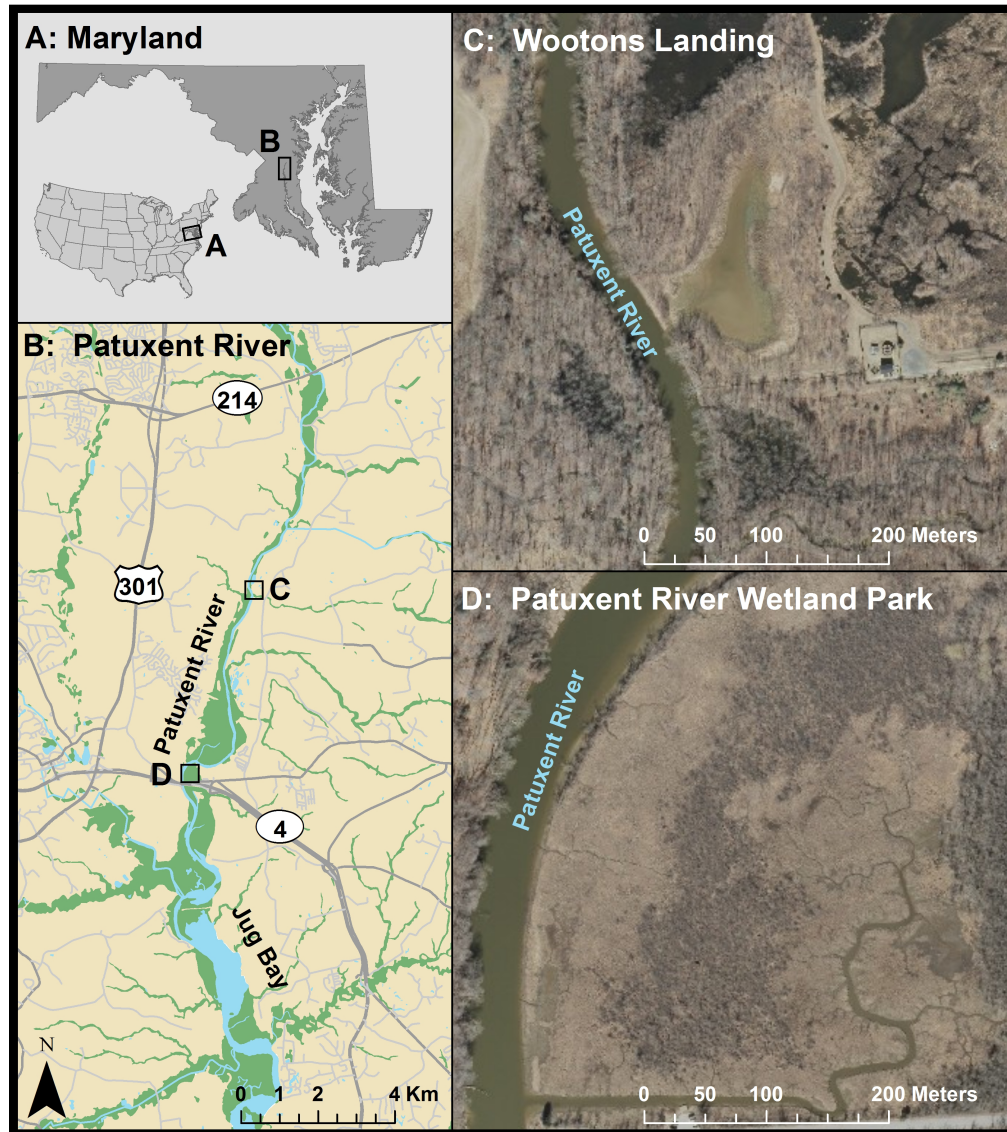 A: Maryland
B
A
B: Patuxent River
214
301
C
Patuxent River
D
4
Jug Bay
N
0 1 2 4 Km
C: Wootons Landing
Patuxent River
0 50 100 200 Meters
D: Patuxent River Wetland Park
Patuxent River
0 50 100 200 Meters